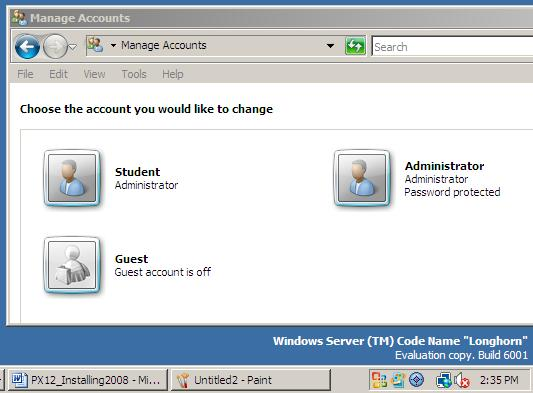 Manage Accounts
Manage Accounts
Search
File Edit View Tools Help
Choose the account you would like to change
Student
Administrator
Administrator
Administrator
Password protected
Guest
Guest account is off
Windows Server (TM) Code Name "Longhorn"
Evaluation copy. Build 6001
PX12_Installing2008 - Mi...
Untitled2 - Paint
2:35 PM